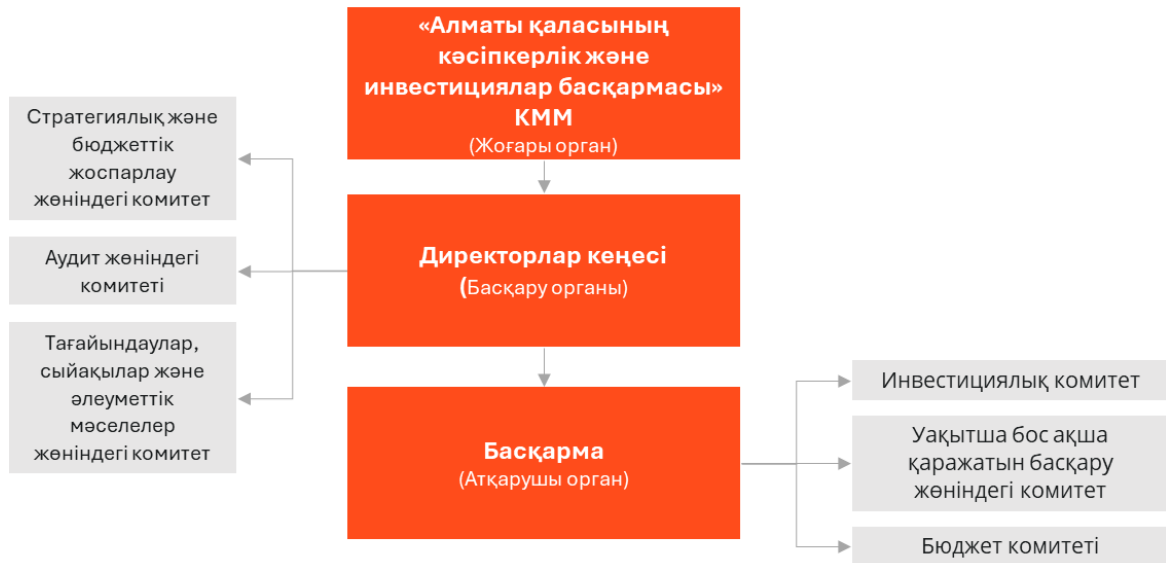 «Алматы қаласының
кәсіпкерлік және
инвестициялар басқармасы»
КММ
(Жоғары орган)
Стратегиялық және
бюджеттік
жоспарлау
жөніндегі комитет
Аудит жөніндегі
комитеті
Тағайындаулар,
сыйақылар және
әлеуметтік
мәселелер
жөніндегі комитет
Директорлар кеңесі
(Басқару органы)
Басқарма
(Атқарушы орган)
Инвестициялық комитет
Уақытша бос ақша
қаражатын басқару
жөніндегі комитет
Бюджет комитеті